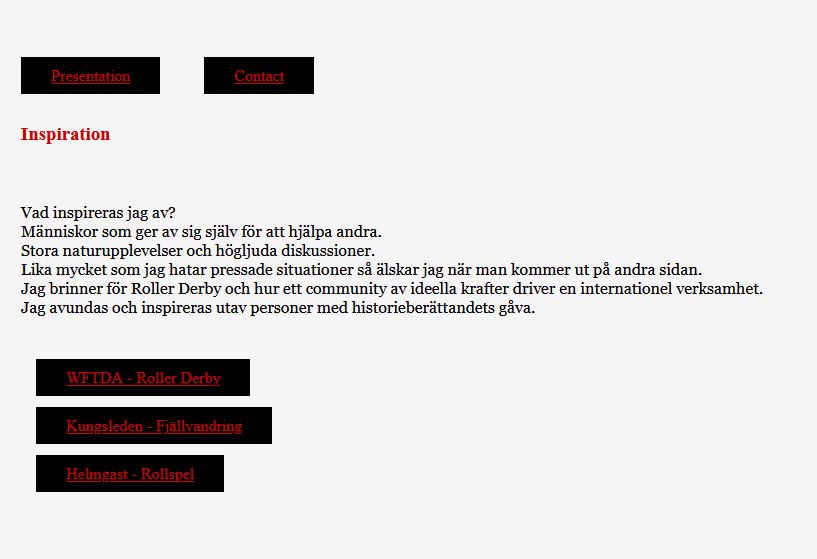 Presentation
Contact
Inspiration
Vad inspireras jag av?
Människor som ger av sig själv för att hjälpa andra.
Stora naturupplevelser och högljuda diskussioner.
Lika mycket som jag hatar pressade situationer så älskar jag när man kommer ut på andra sidan.
Jag brinner för Roller Derby och hur ett community av ideella krafter driver en internationel verksamhet.
Jag avundas och inspireras utav personer med historieberättandets gåva.
WFTDA - Roller Derby
Kungsleden - Fjällvandring
Helmgast - Rollspel